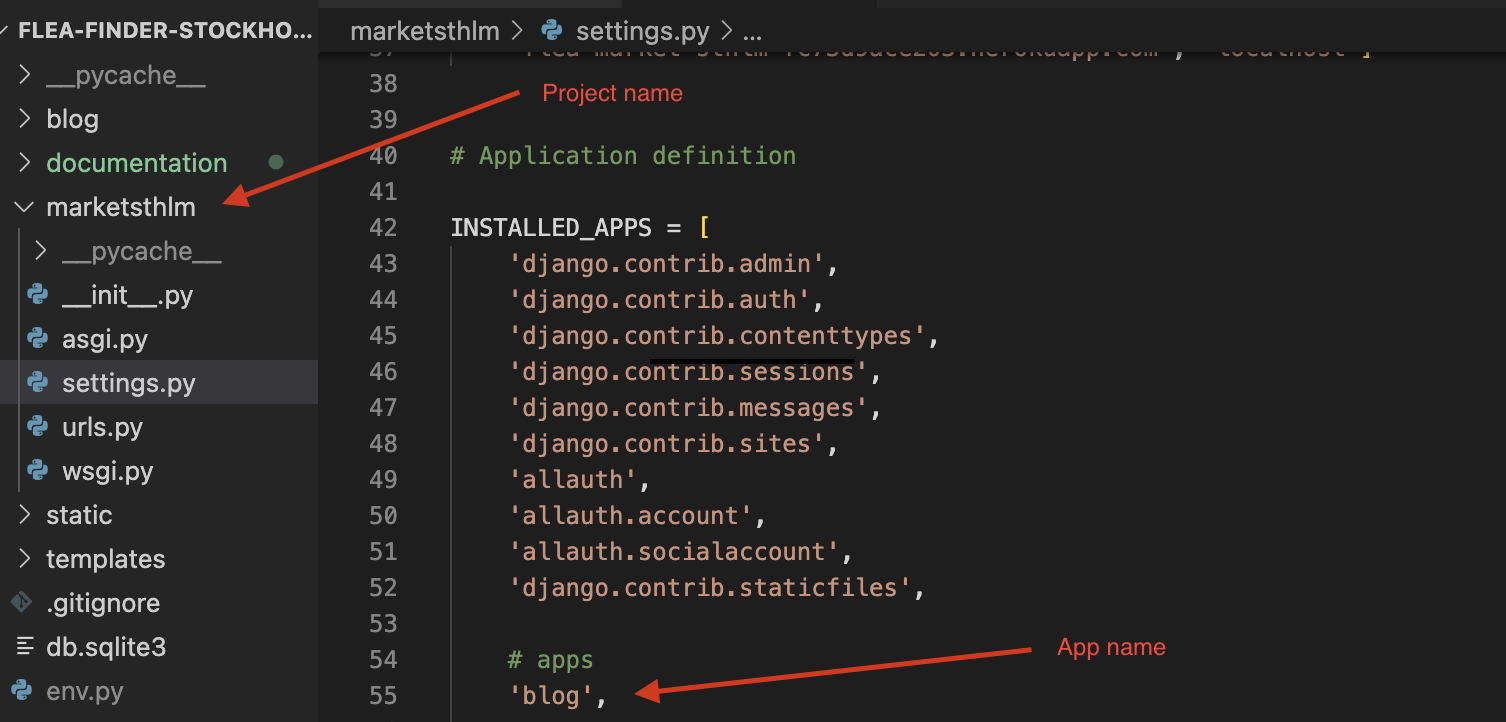 FLEA-FINDER-STOCKHO...
__pycache__
blog
documentation
marketsthlm
__pycache__
__init__.py
asgi.py
settings.py
urls.py
wsgi.py
static
templates
.gitignore
db.sqlite3
env.py
marketsthlm > settings.py > ...
37
38
Project name
39
40 # Application definition
41
42 INSTALLED_APPS = [
43 'django.contrib.admin',
44 'django.contrib.auth',
45 'django.contrib.contenttypes',
46 'django.contrib.sessions',
47 'django.contrib.messages',
48 'django.contrib.sites',
49 'allauth',
50 'allauth.account',
51 'allauth.socialaccount',
52 'django.contrib.staticfiles',
53
54 # apps
App name
55 'blog',